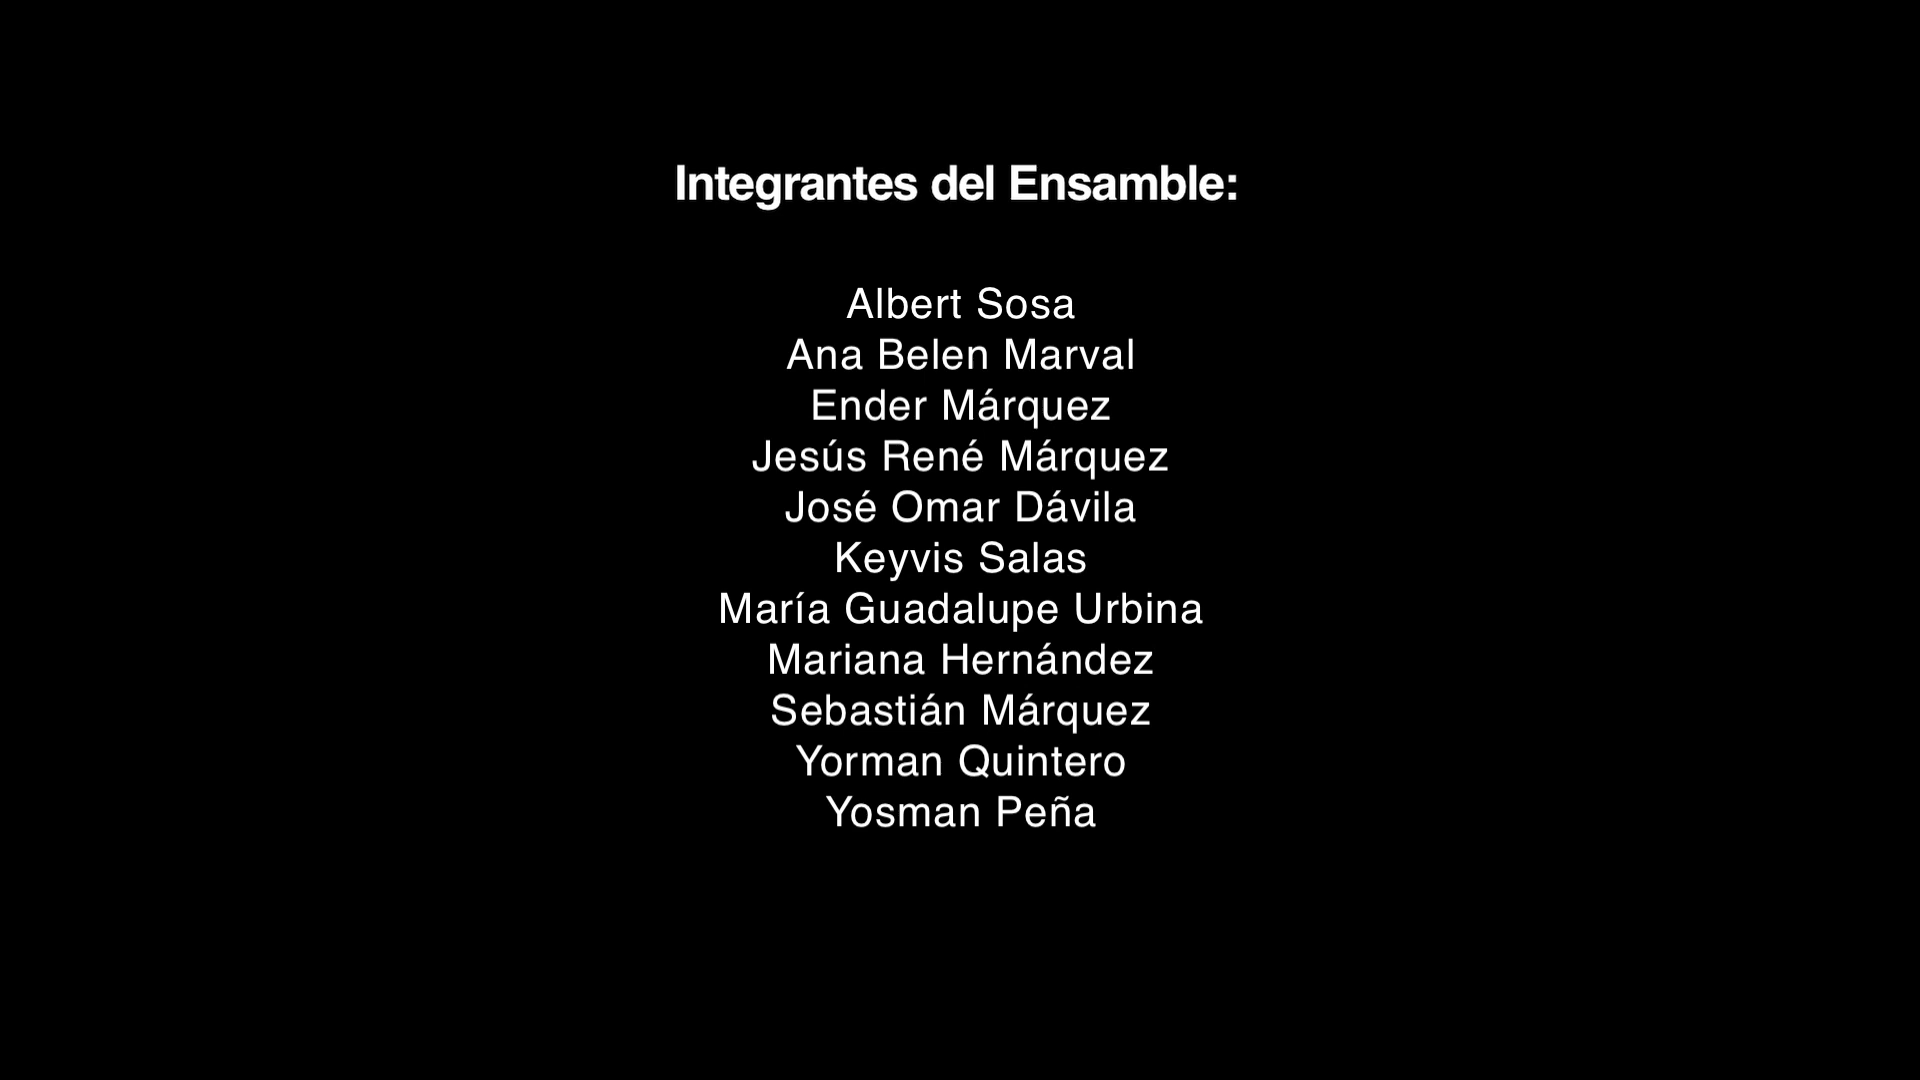 Integrantes del Ensamble:
Albert Sosa
Ana Belen Marval
Ender Márquez
Jesús René Márquez
José Omar Dávila
Keyvis Salas
María Guadalupe Urbina
Mariana Hernández
Sebastián Márquez
Yorman Quintero
Yosman Peña